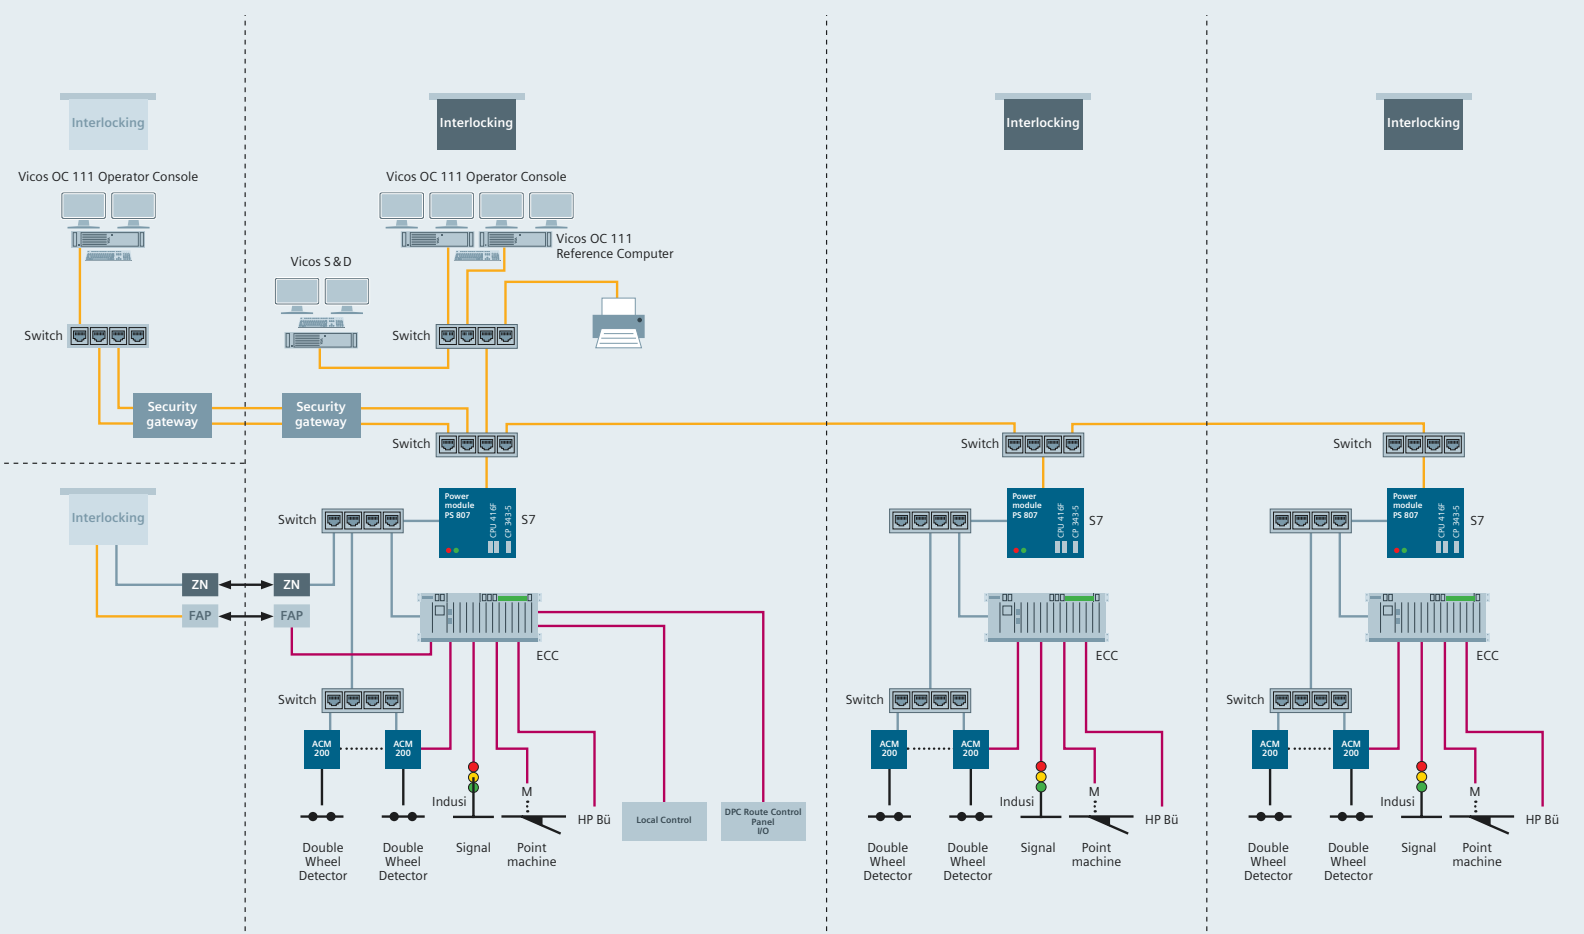 Interlocking
Interlocking
Interlocking
Interlocking
Vicos OC 111 Operator Console
Vicos OC 111 Operator Console
Vicos OC 111
Reference Computer
Vicos S & D
Switch
Switch
Security
gateway
Security
gateway
Switch
Switch
Switch
Interlocking
Switch
Power
module
PS 807
CPU 416F
CP 343-5
S7
Power
module
PS 807
CPU 416F
CP 343-5
S7
Power
module
PS 807
CPU 416F
CP 343-5
S7
ZN
ZN
FAP
FAP
ECC
ECC
ECC
Switch
Switch
Switch
ACM
200
ACM
200
ACM
200
ACM
200
ACM
200
ACM
200
Indusi
M
HP Bü
Local Control
DPC Route Control
Panel
I/O
Indusi
M
HP Bü
Indusi
M
HP Bü
Double
Wheel
Detector
Double
Wheel
Detector
Signal
Point
machine
Double
Wheel
Detector
Double
Wheel
Detector
Signal
Point
machine
Double
Wheel
Detector
Double
Wheel
Detector
Signal
Point
machine